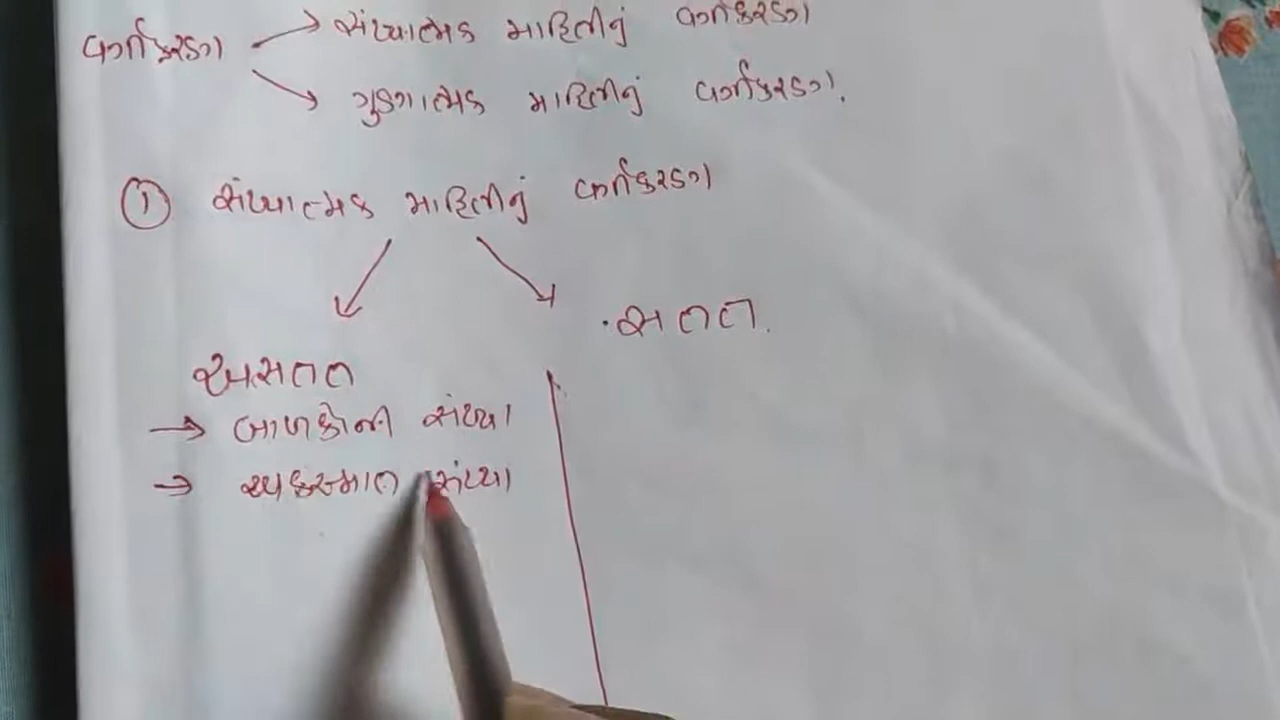 વર્ગીકરણ → સંખ્યાત્મક માહિતીનું વર્ગીકરણ
→ ગુણાત્મક માહિતીનું વર્ગીકરણ.
① સંખ્યાત્મક માહિતીનું વર્ગીકરણ
સતત.
અસતત
→ બાળકોની સંખ્યા
→ અકસ્માત સંખ્યા